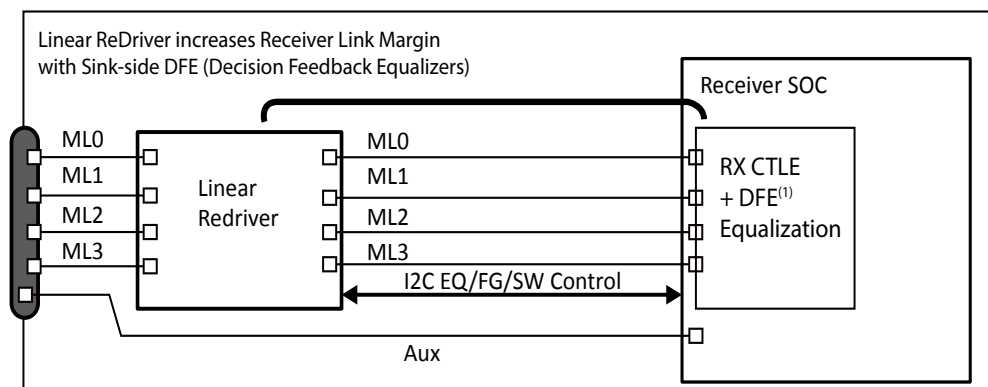 Linear ReDriver increases Receiver Link Margin
with Sink-side DFE (Decision Feedback Equalizers)
Receiver SOC
ML0
ML1
ML2
ML3
Linear
Redriver
ML0
ML1
ML2
ML3
RX CTLE
+ DFE(1)
Equalization
I2C EQ/FG/SW Control
Aux